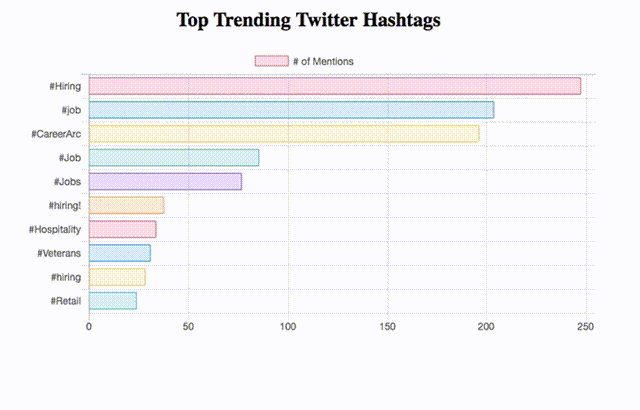 Top Trending Twitter Hashtags
# of Mentions
#Hiring
#job
#CareerArc
#Job
#Jobs
#hiring!
#Hospitality
#Veterans
#hiring
#Retail
0 50 100 150 200 250